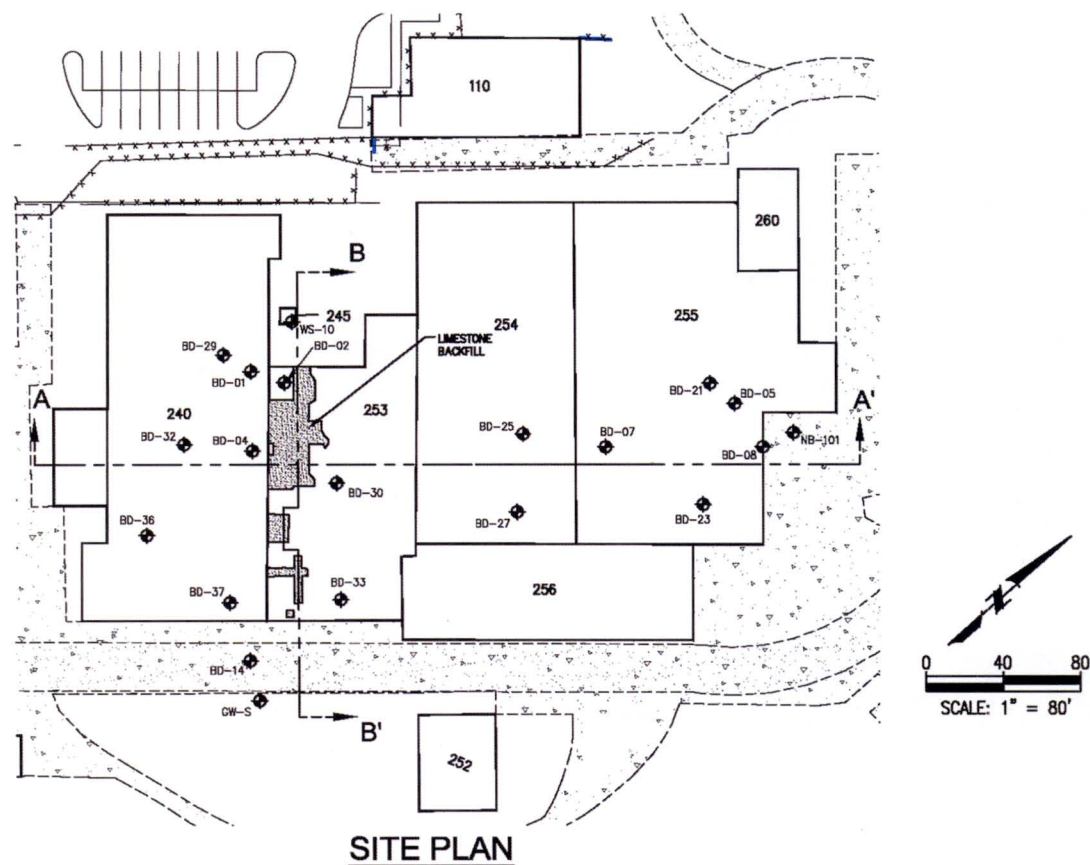 110
260
B
245
WS-10
254
255
LIMESTONE
BACKFILL
BD-29
BD-02
BD-01
BD-21
BD-05
A
A'
240
253
BD-32
BD-04
BD-25
BD-07
BD-08
NB-101
BD-30
BD-27
BD-23
BD-36
256
BD-37
BD-33
BD-14
GW-S
B'
252
N
0 40 80
SCALE: 1" = 80'
SITE PLAN